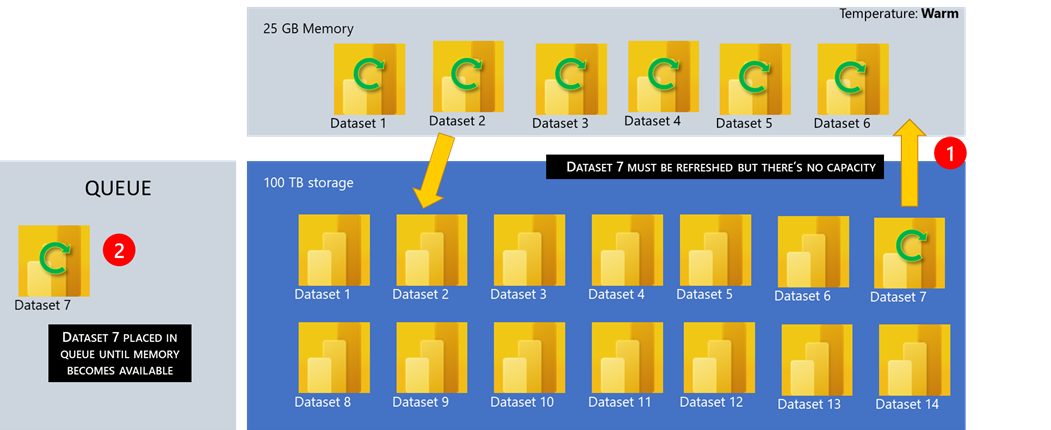 Temperature: Warm
25 GB Memory
Dataset 1
Dataset 2
Dataset 3
Dataset 4
Dataset 5
Dataset 6
1
DATASET 7 MUST BE REFRESHED BUT THERE'S NO CAPACITY
100 TB storage
QUEUE
2
Dataset 7
DATASET 7 PLACED IN
QUEUE UNTIL MEMORY
BECOMES AVAILABLE
Dataset 1
Dataset 2
Dataset 3
Dataset 4
Dataset 5
Dataset 6
Dataset 7
Dataset 8
Dataset 9
Dataset 10
Dataset 11
Dataset 12
Dataset 13
Dataset 14